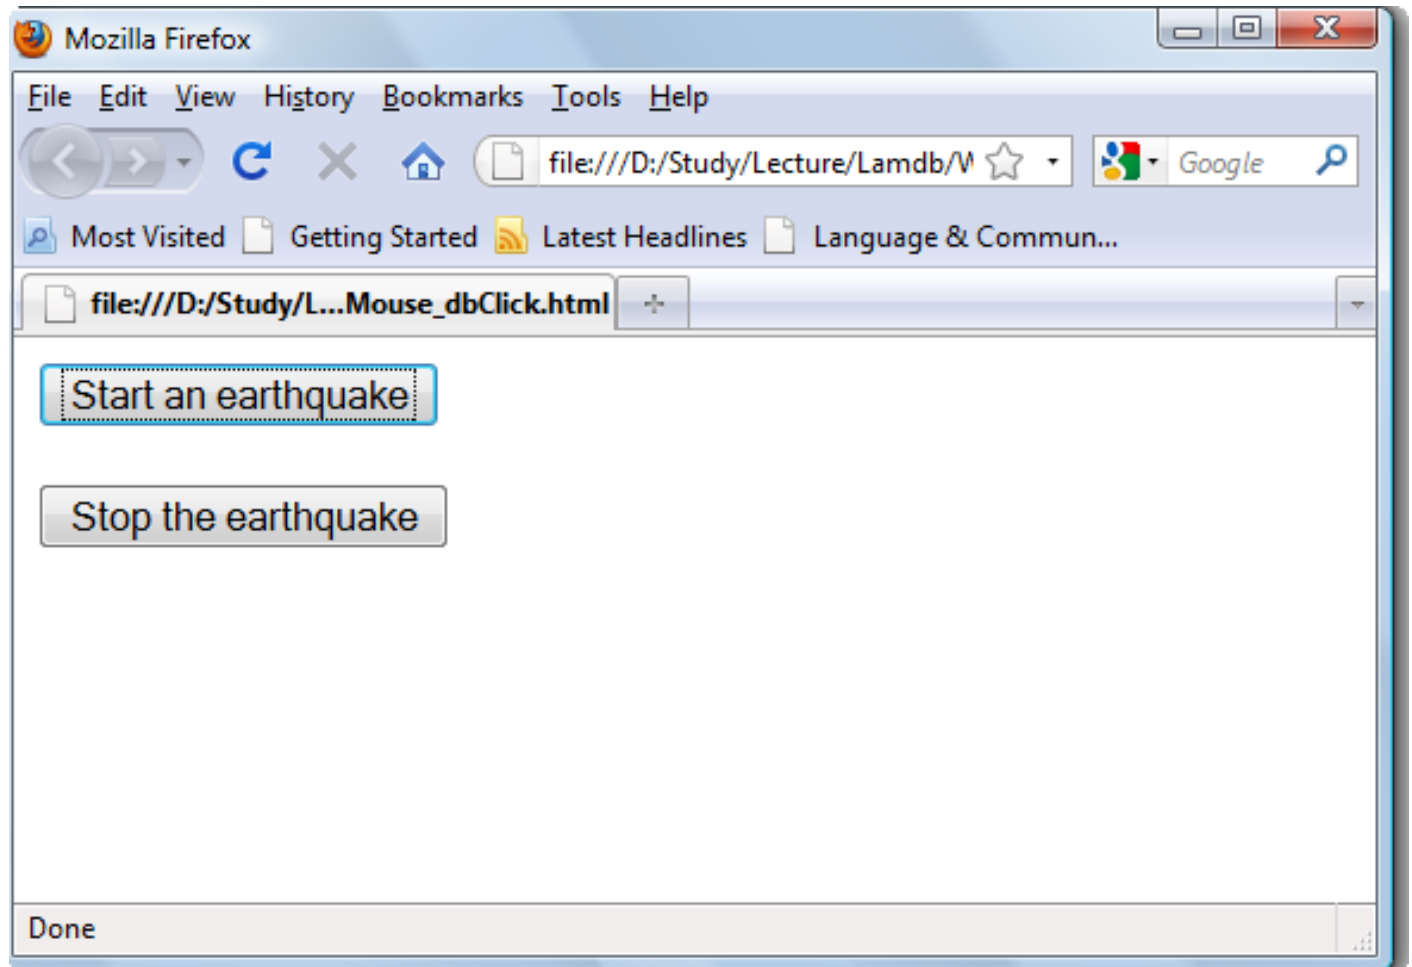 Mozilla Firefox
File Edit View History Bookmarks Tools Help
file:///D:/Study/Lecture/Lamdb/W Google
Most Visited Getting Started Latest Headlines Language & Commun...
file:///D:/Study/L...Mouse_dbClick.html
Start an earthquake
Stop the earthquake
Done